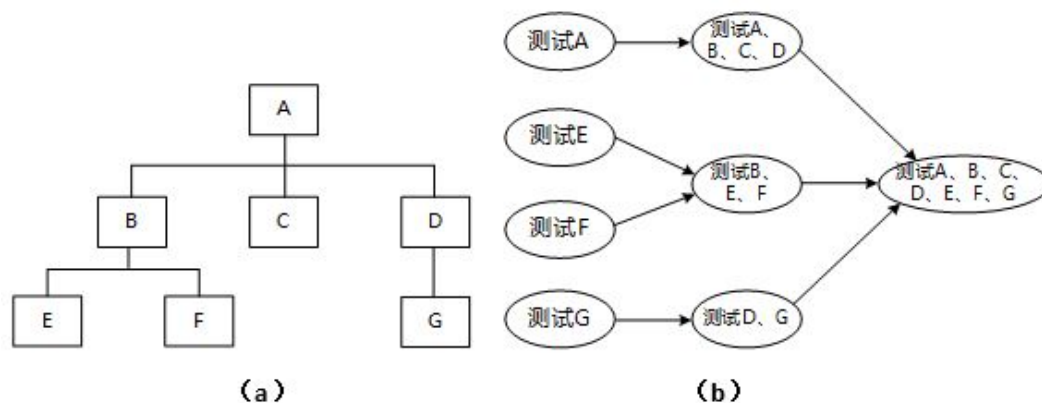 A
B
C
D
E
F
G
(a)
测试A
测试A、
B、C、D
测试E
测试B、
E、F
测试A、B、C、
D、E、F、G
测试F
测试G
测试D、G
(b)